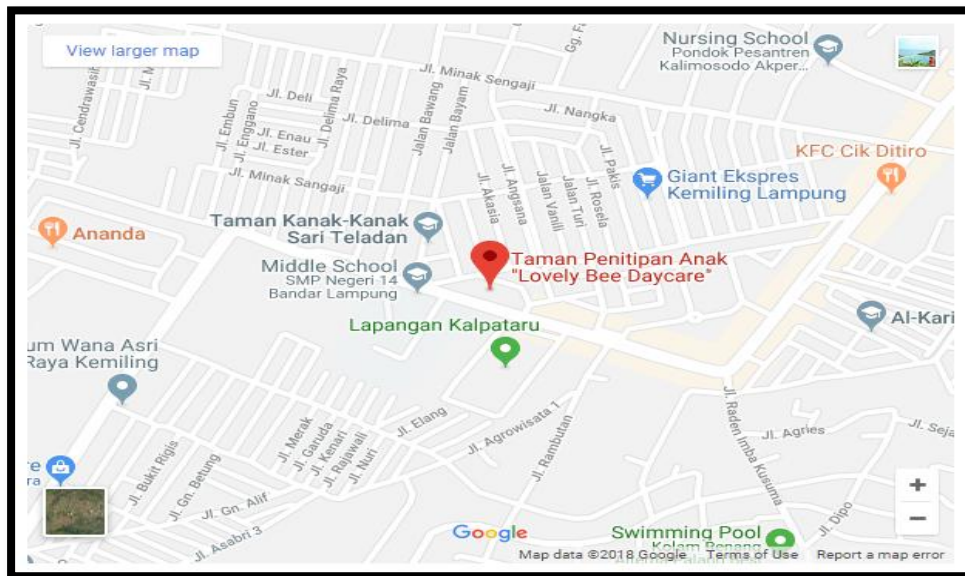 View larger map
Nursing School
Pondok Pesantren
Kalimosodo Akper...
Gg.
Jl. Cendrawasih
Jl. Minak Sengaji
Jl. Deli
Jl. Delima Raya
Jl. Embun
Jl. Enggano
Jl. Enau
Jl. Ester
Jl. Delima
Jalan Bawang
Jalan Bayam
Jl. Nangka
KFC Cik Ditiro
Jl. Minak Sangaji
Jl. Akasia
Jl. Angsana
Jalan Vanili
Jalan Turi
Jl. Rosela
Jl. Pakis
Giant Ekspres
Kemiling Lampung
Taman Kanak-Kanak
Sari Teladan
Ananda
Middle School
SMP Negeri 14
Bandar Lampung
Taman Penitipan Anak
"Lovely Bee Daycare"
Lapangan Kalpataru
Al-Kari
um Wana Asri
Raya Kemiling
Jl. Merak
Jl. Garuda
Jl. Kenari
Jl. Rajawali
Jl. Nuri
Jl. Elang
Jl. Agrowisata 1
Jl. Rambutan
Jl. Raden Imba Kusuma
Jl. Agries
Jl. Seja
re
ra
Jl. Bukit Rigis
Jl. Gn. Betung
Jl. Gn. Alif
Jl. Asabri 3
Jl. Dipo
+
−
Google
Swimming Pool
Kolam Renang
Map data ©2018 Google
Terms of Use
Report a map error